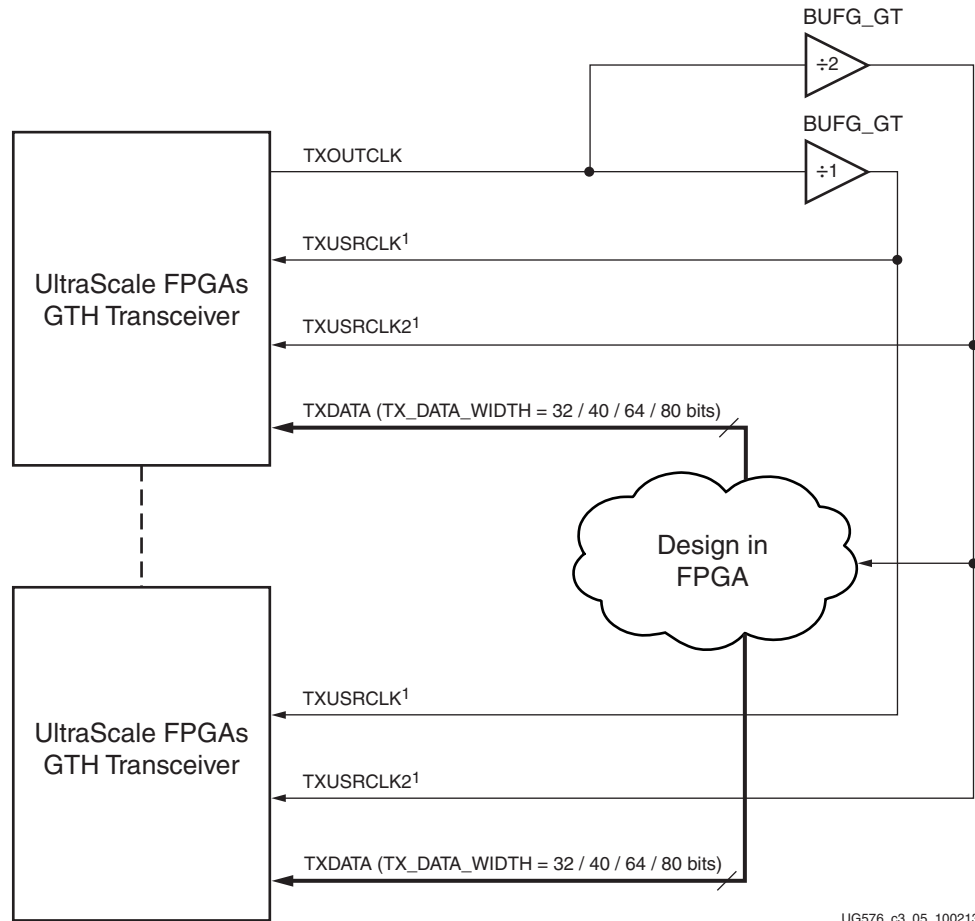 BUFG_GT
÷2
BUFG_GT
÷1
TXOUTCLK
TXUSRCLK¹
UltraScale FPGAs
GTH Transceiver
TXUSRCLK2¹
TXDATA (TX_DATA_WIDTH = 32 / 40 / 64 / 80 bits)
Design in
FPGA
TXUSRCLK¹
UltraScale FPGAs
GTH Transceiver
TXUSRCLK2¹
TXDATA (TX_DATA_WIDTH = 32 / 40 / 64 / 80 bits)
UG576_c3_05_100213